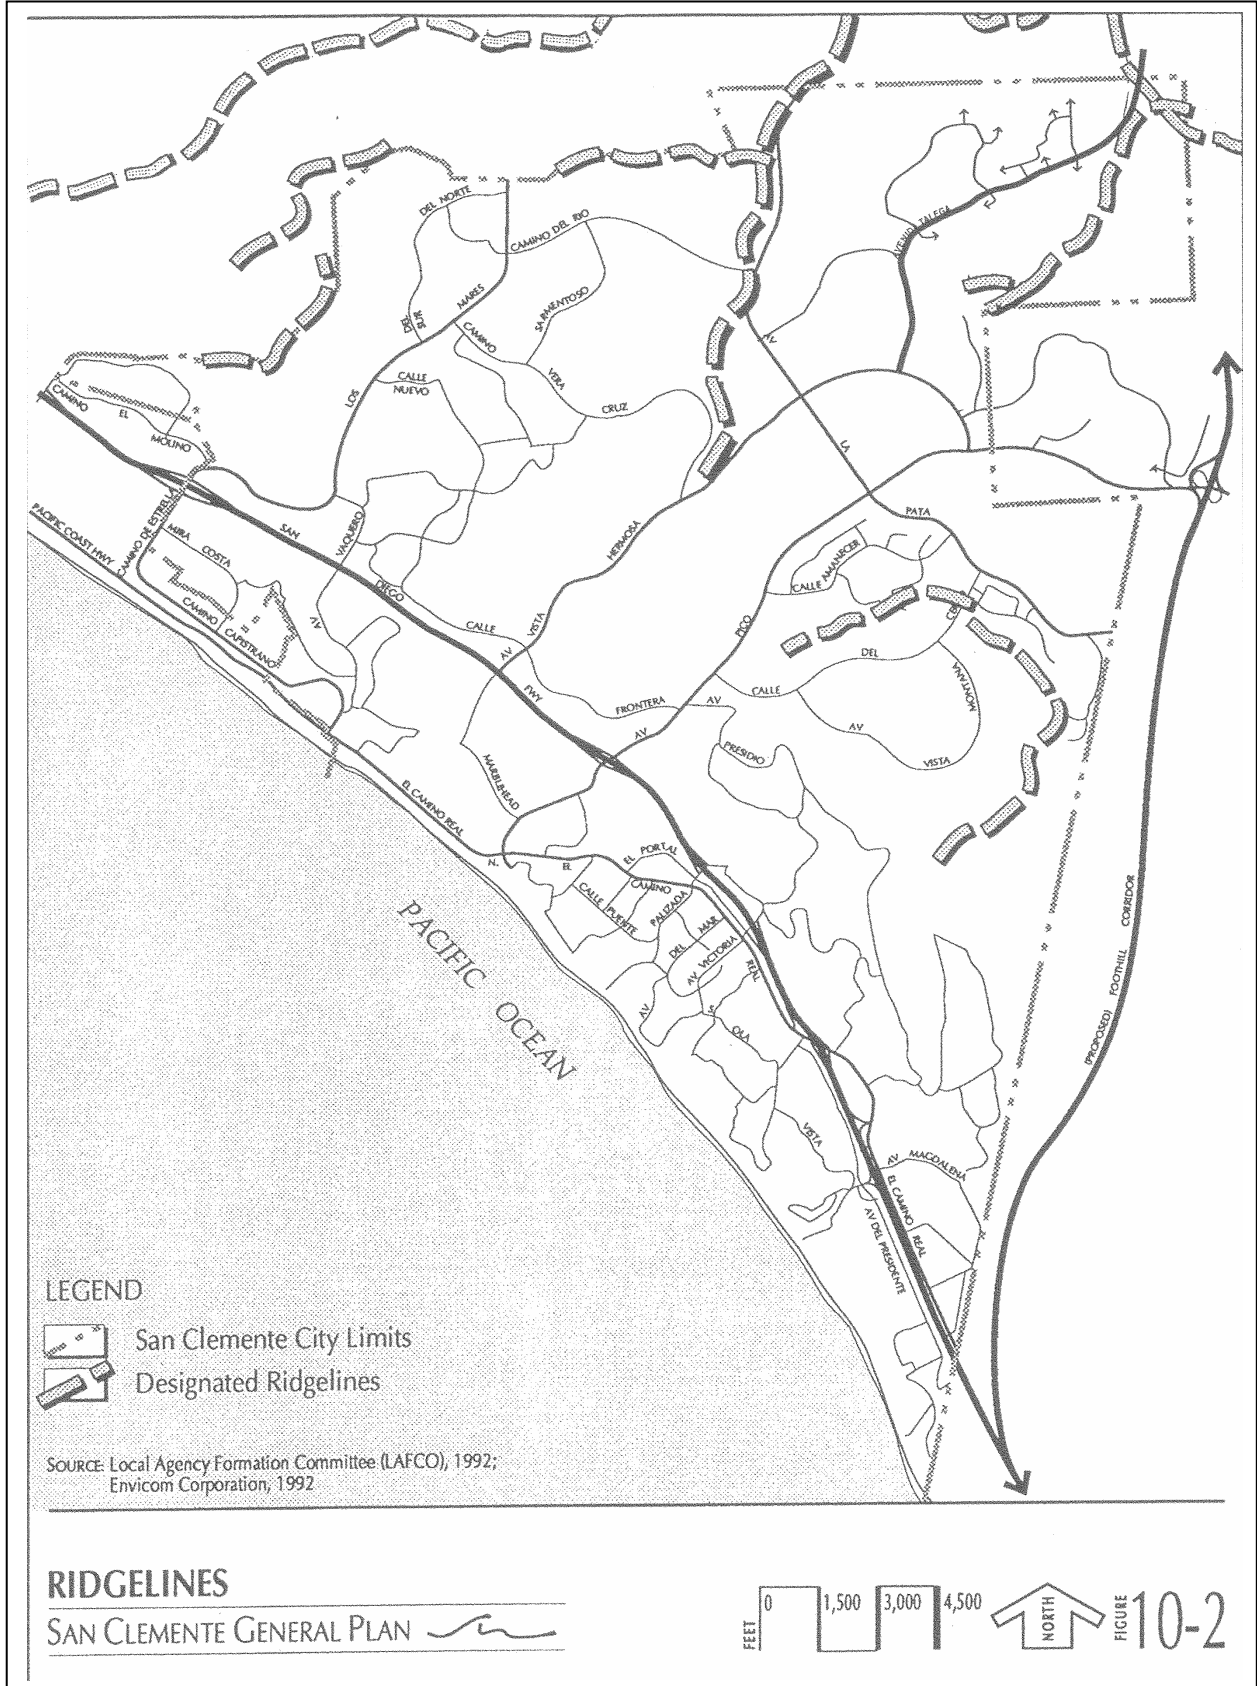 DEL NORTE
CAMINO DEL RIO
TALEGA
MARES
DEL
SUR
SARMENTOSO
CAMINO
VERA
CRUZ
AV
CALLE
NUEVO
LOS
CAMINO
EL
MOLINO
LA
PATA
CAMINO DE ESTRELLA
PACIFIC COAST HWY
MIRA
COSTA
SAN
VAQUERO
HERMOSA
CALLE
AMANECER
DIEGO
CAMINO
CAPISTRANO
AV
CALLE
VISTA
AV
PICO
DEL
CALLE
MONTANA
FWY
FRONTERA
AV
AV
AV
VISTA
PRESIDIO
MARBLEHEAD
EL CAMINO REAL
N.
EL
EL PORTAL
CAMINO
CALLE
PUENTE
PALIZADA
DEL
MAR
AV VICTORIA
REAL
AV
S
OLA
VISTA
PACIFIC OCEAN
(PROPOSED) FOOTHILL CORRIDOR
AV MAGDALENA
EL CAMINO REAL
AV DEL PRESIDENTE
LEGEND
San Clemente City Limits
Designated Ridgelines
SOURCE: Local Agency Formation Committee (LAFCO), 1992;
Envicom Corporation, 1992
RIDGELINES
SAN CLEMENTE GENERAL PLAN
FEET
0 1,500 3,000 4,500
NORTH
FIGURE 10-2